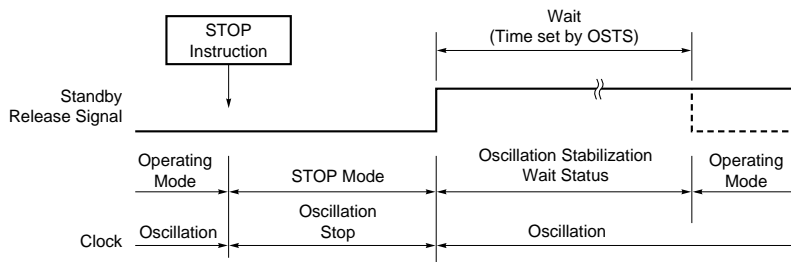 Wait
(Time set by OSTS)
STOP
Instruction
Standby
Release Signal
Operating
Mode
STOP Mode
Oscillation Stabilization
Wait Status
Operating
Mode
Clock
Oscillation
Oscillation
Stop
Oscillation